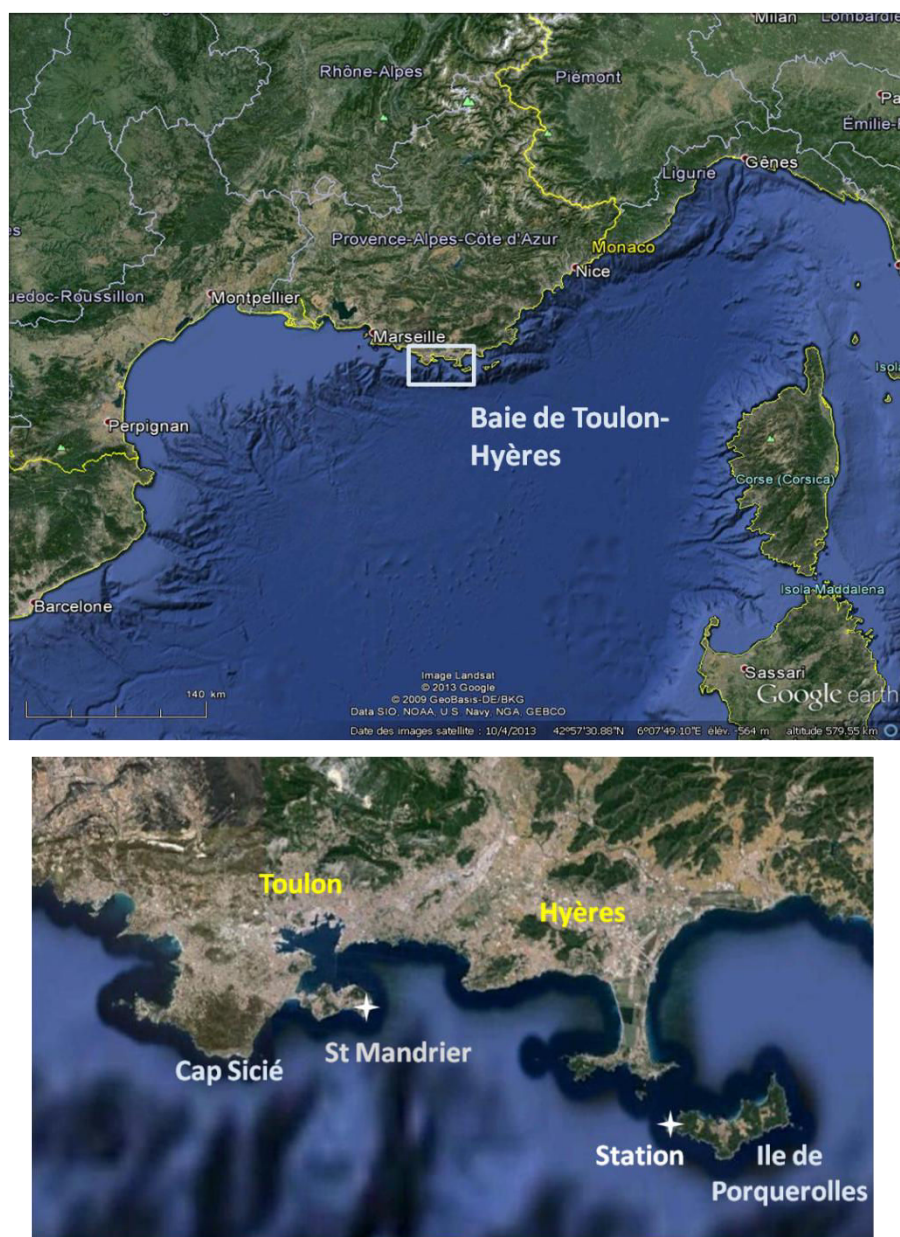 Milan
Lombardie
Rhône-Alpes
Piémont
Pa
Émilie-
Gênes
Ligurie
Provence-Alpes-Côte d'Azur
Monaco
es
Nice
uedoc-Roussillon
Montpellier
Marseille
Isola
Baie de Toulon-
Hyères
Perpignan
Corse (Corsica)
Isola Maddalena
Barcelone
Sassari
Image Landsat
© 2013 Google
© 2009 GeoBasis-DE/BKG
Data SIO, NOAA, U.S. Navy, NGA, GEBCO
Google earth
140 km
Date des images satellite : 10/4/2013 42°57'30.88"N 6°07'49.10"E élév. -564 m altitude 579.55 km
Toulon
Hyères
St Mandrier
Cap Sicié
Station
Ile de
Porquerolles